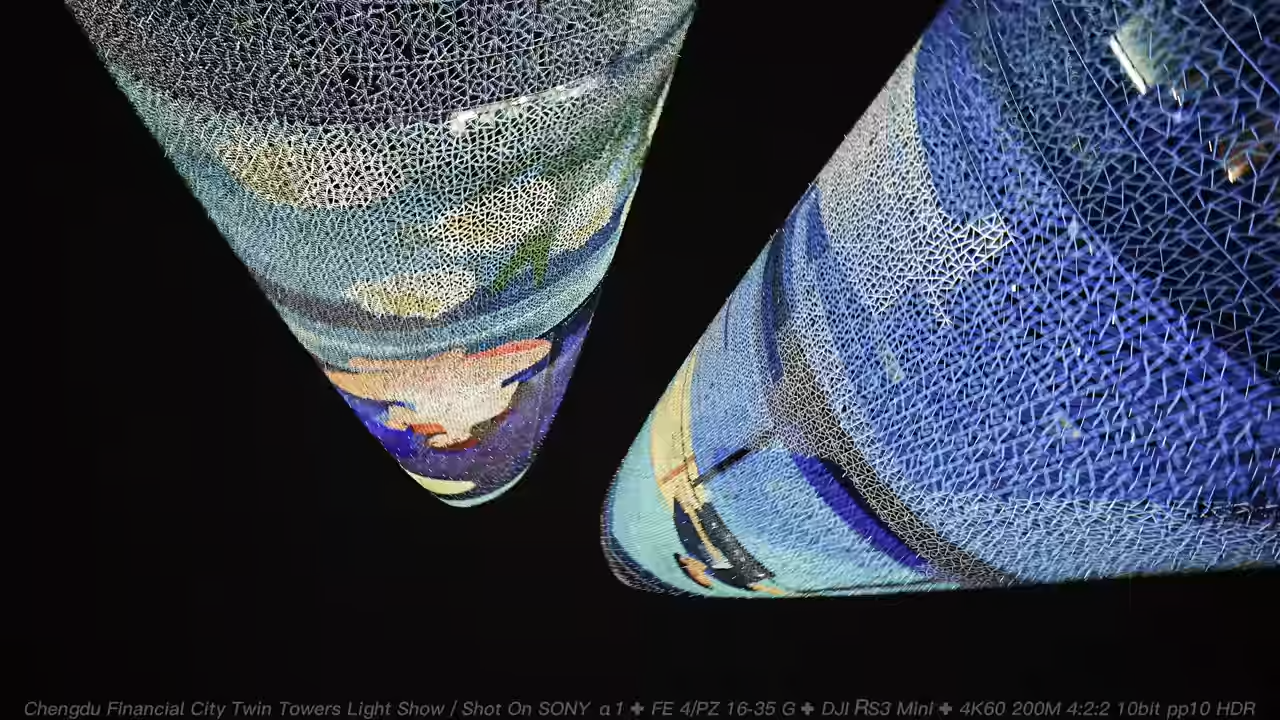 Chengdu Financial City Twin Towers Light Show / Shot On SONY α1 ✦ FE 4/PZ 16-35 G ✦ DJI RS3 Mini ✦ 4K60 200M 4:2:2 10bit pp10 HDR